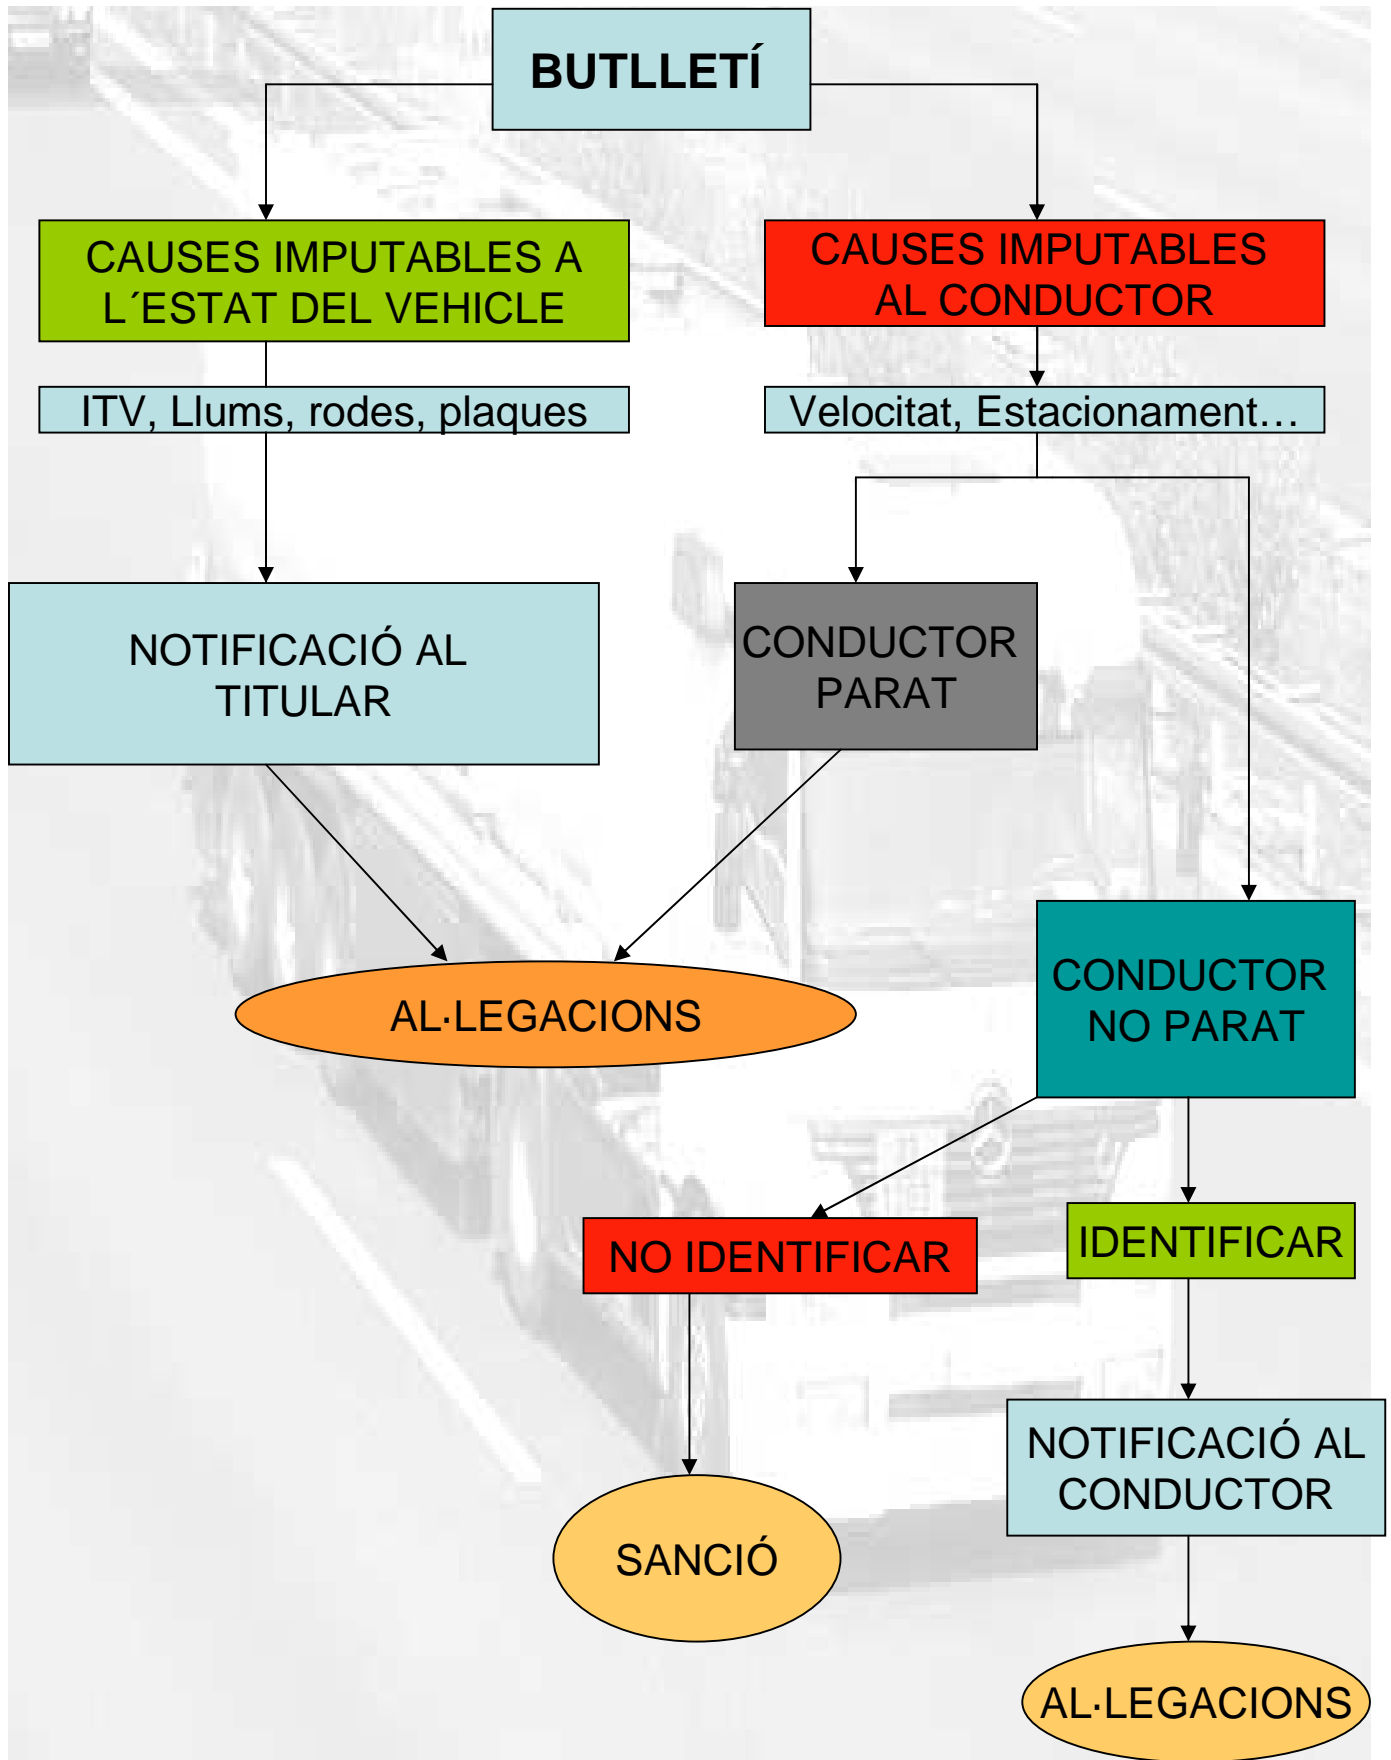 BUTLLETÍ
CAUSES IMPUTABLES A
L´ESTAT DEL VEHICLE
CAUSES IMPUTABLES
AL CONDUCTOR
ITV, Llums, rodes, plaques
Velocitat, Estacionament…
NOTIFICACIÓ AL
TITULAR
CONDUCTOR
PARAT
AL·LEGACIONS
CONDUCTOR
NO PARAT
NO IDENTIFICAR
IDENTIFICAR
NOTIFICACIÓ AL
CONDUCTOR
SANCIÓ
AL·LEGACIONS